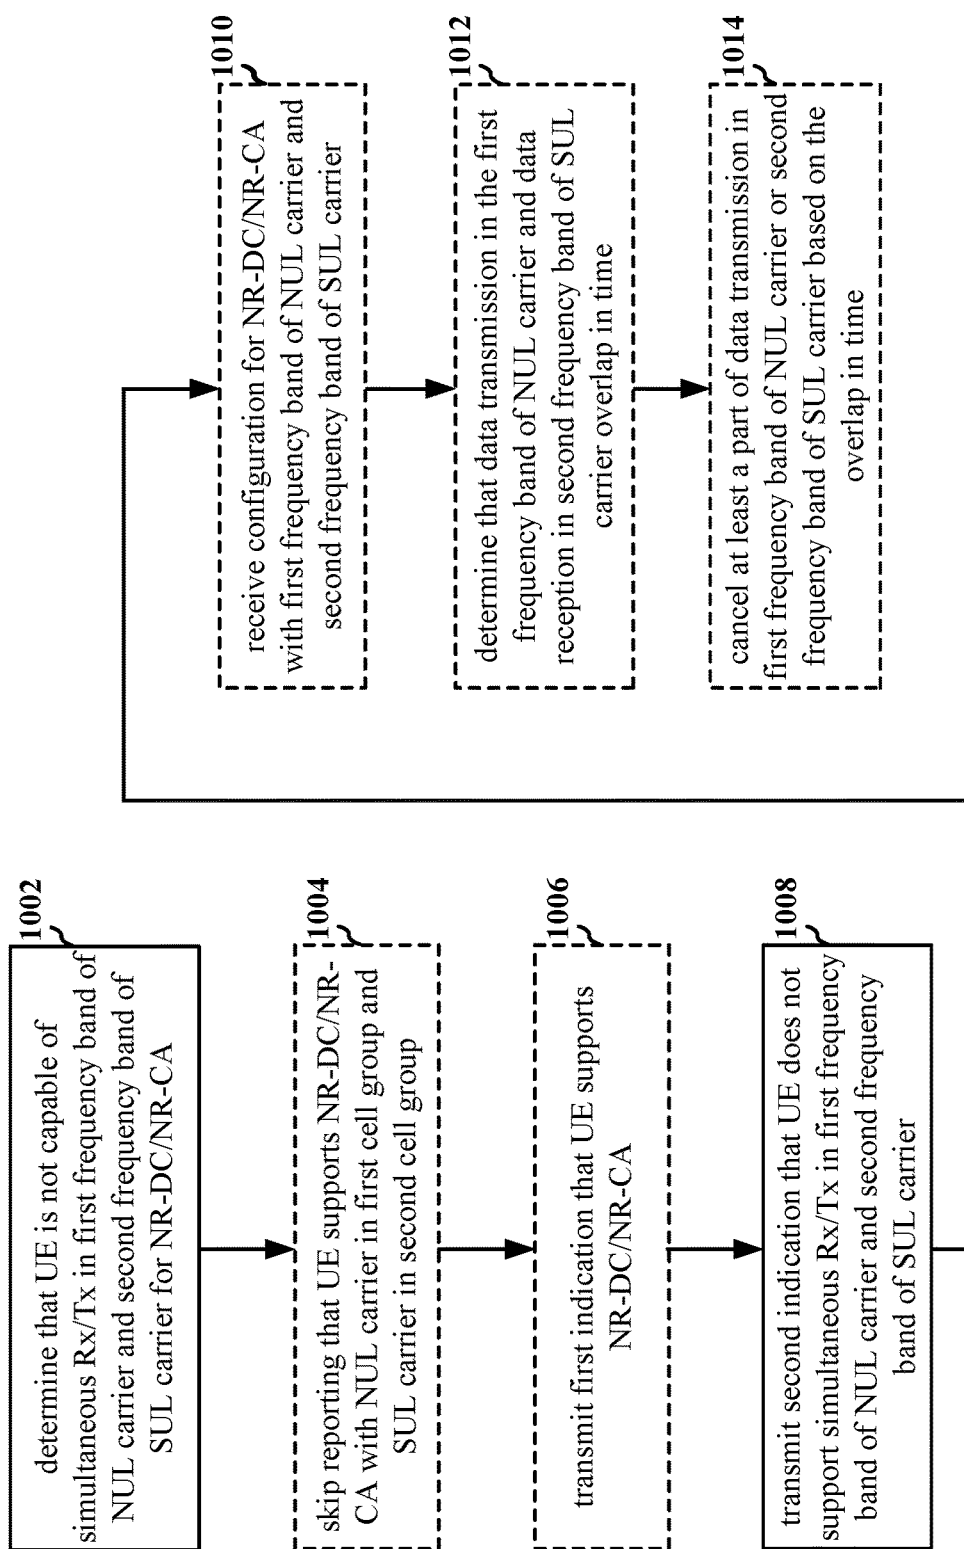 1002
determine that UE is not capable of
simultaneous Rx/Tx in first frequency band of
NUL carrier and second frequency band of
SUL carrier for NR-DC/NR-CA
1004
skip reporting that UE supports NR-DC/NR-
CA with NUL carrier in first cell group and
SUL carrier in second cell group
1006
transmit first indication that UE supports
NR-DC/NR-CA
1008
transmit second indication that UE does not
support simultaneous Rx/Tx in first frequency
band of NUL carrier and second frequency
band of SUL carrier
1010
receive configuration for NR-DC/NR-CA
with first frequency band of NUL carrier and
second frequency band of SUL carrier
1012
determine that data transmission in the first
frequency band of NUL carrier and data
reception in second frequency band of SUL
carrier overlap in time
1014
cancel at least a part of data transmission in
first frequency band of NUL carrier or second
frequency band of SUL carrier based on the
overlap in time